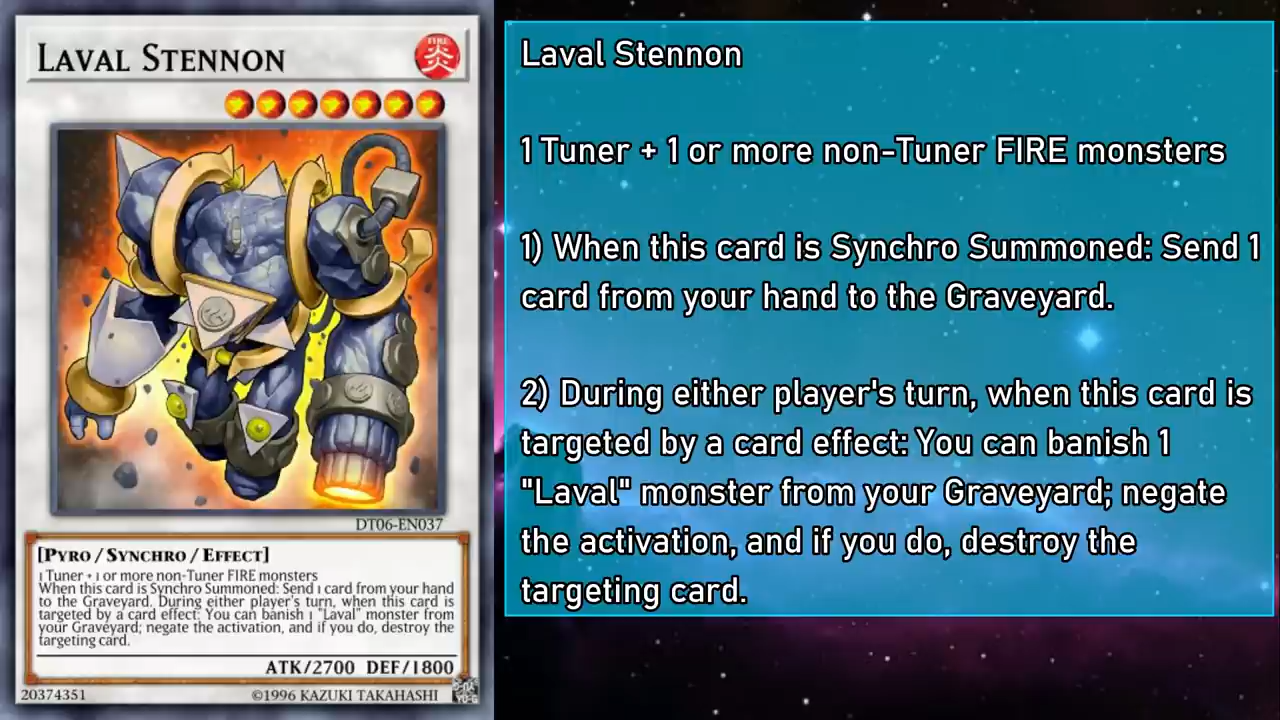 LAVAL STENNON
FIRE
炎
DT06-EN037
[PYRO / SYNCHRO / EFFECT]
1 Tuner + 1 or more non-Tuner FIRE monsters
When this card is Synchro Summoned: Send 1 card from your hand
to the Graveyard. During either player's turn, when this card is
targeted by a card effect: You can banish 1 "Laval" monster from
your Graveyard; negate the activation, and if you do, destroy the
targeting card.
ATK/2700 DEF/1800
20374351
©1996 KAZUKI TAKAHASHI
Laval Stennon
1 Tuner + 1 or more non-Tuner FIRE monsters
1) When this card is Synchro Summoned: Send 1
card from your hand to the Graveyard.
2) During either player's turn, when this card is
targeted by a card effect: You can banish 1
"Laval" monster from your Graveyard; negate
the activation, and if you do, destroy the
targeting card.